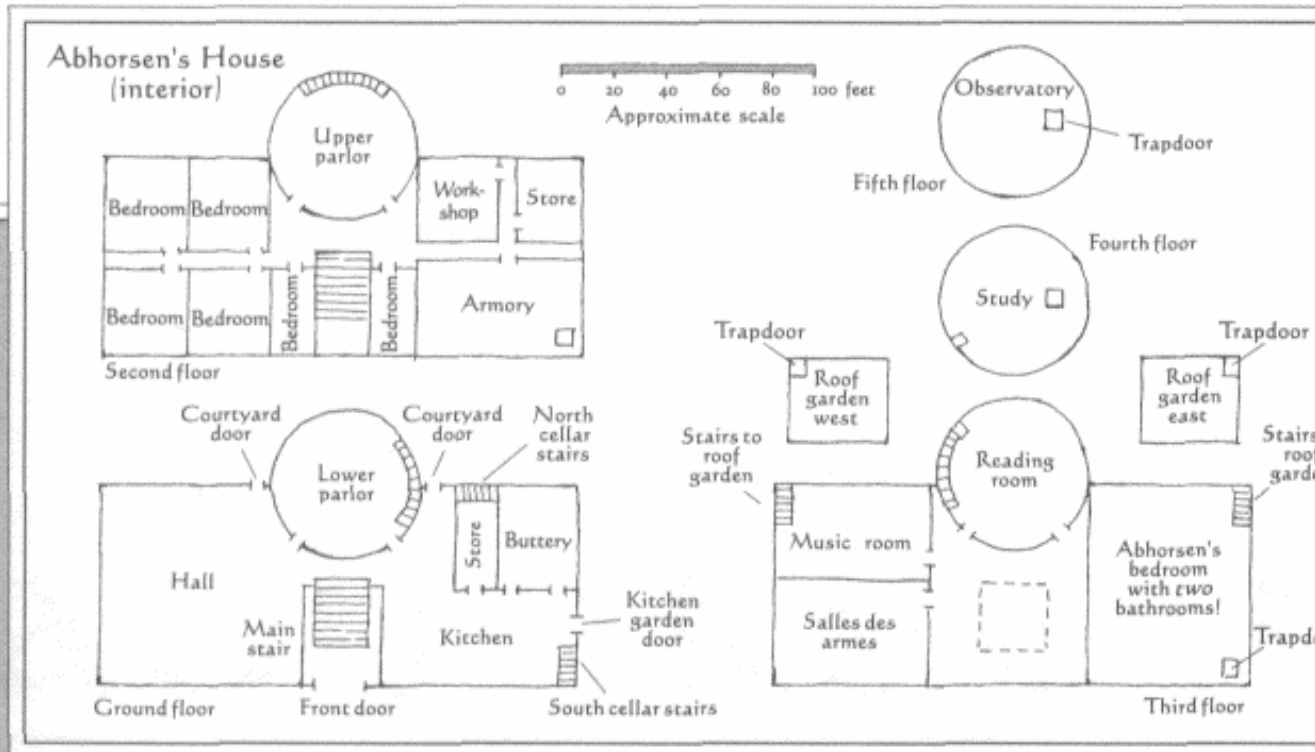 Abhorsen's House
(interior)
0 20 40 60 80 100 feet
Approximate scale
Upper
parlor
Bedroom
Bedroom
Work-
shop
Store
Bedroom
Bedroom
Bedroom
Bedroom
Armory
Second floor
Observatory
Trapdoor
Fifth floor
Fourth floor
Study
Trapdoor
Roof
garden
west
Trapdoor
Roof
garden
east
Courtyard
door
Courtyard
door
North
cellar
stairs
Lower
parlor
Store
Buttery
Hall
Main
stair
Kitchen
Kitchen
garden
door
Ground floor
Front door
South cellar stairs
Stairs to
roof
garden
Reading
room
Stairs
roof
garde
Music room
Salles des
armes
Abhorsen's
bedroom
with two
bathrooms!
Trapdo
Third floor